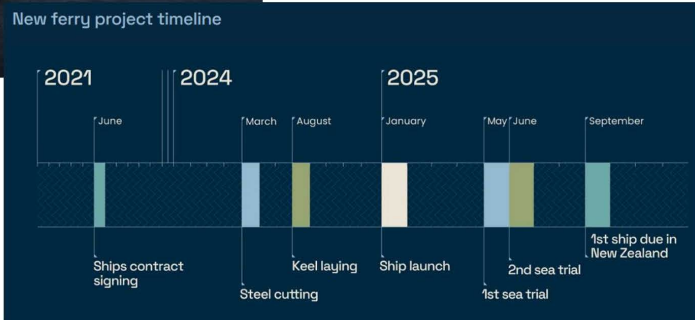 New ferry project timeline
2021
2024
2025
June
March
August
January
May
June
September
Ships contract
signing
Steel cutting
Keel laying
Ship launch
1st sea trial
2nd sea trial
1st ship due in
New Zealand